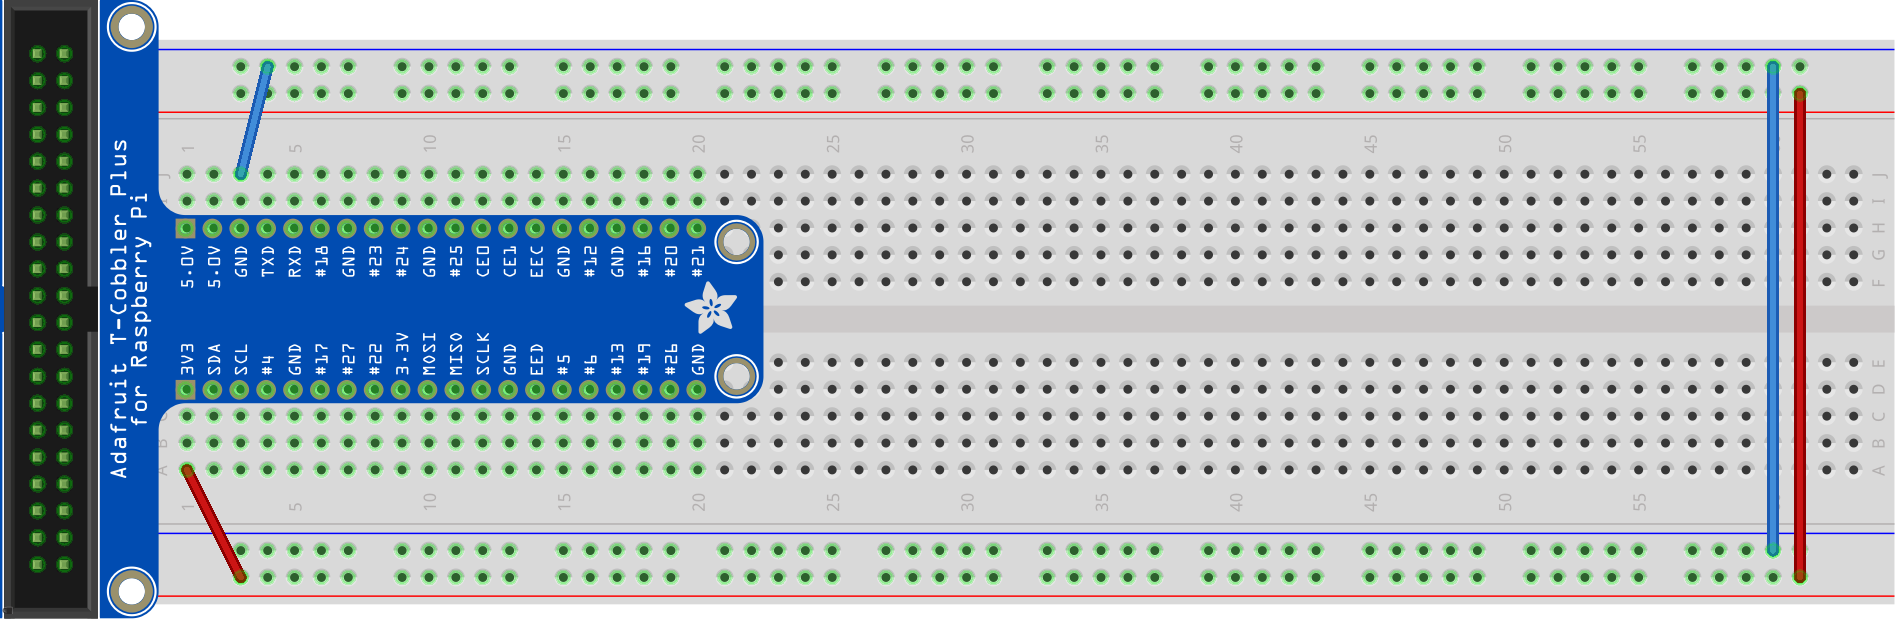 Adafruit T-Cobbler Plus
for Raspberry Pi
1 5 10 15 20 25 30 35 40 45 50 55
J
J
I
H
G
F
5.0V 5.0V GND TXD RXD #18 GND #23 #24 GND #25 CE0 CE1 EEC GND #12 GND #16 #20 #21
3V3 SDA SCL #4 GND #17 #27 #22 3.3V MOSI MISO SCLK GND EED #5 #6 #13 #19 #26 GND
E
D
C
B
B
A
A
1 5 10 15 20 25 30 35 40 45 50 55